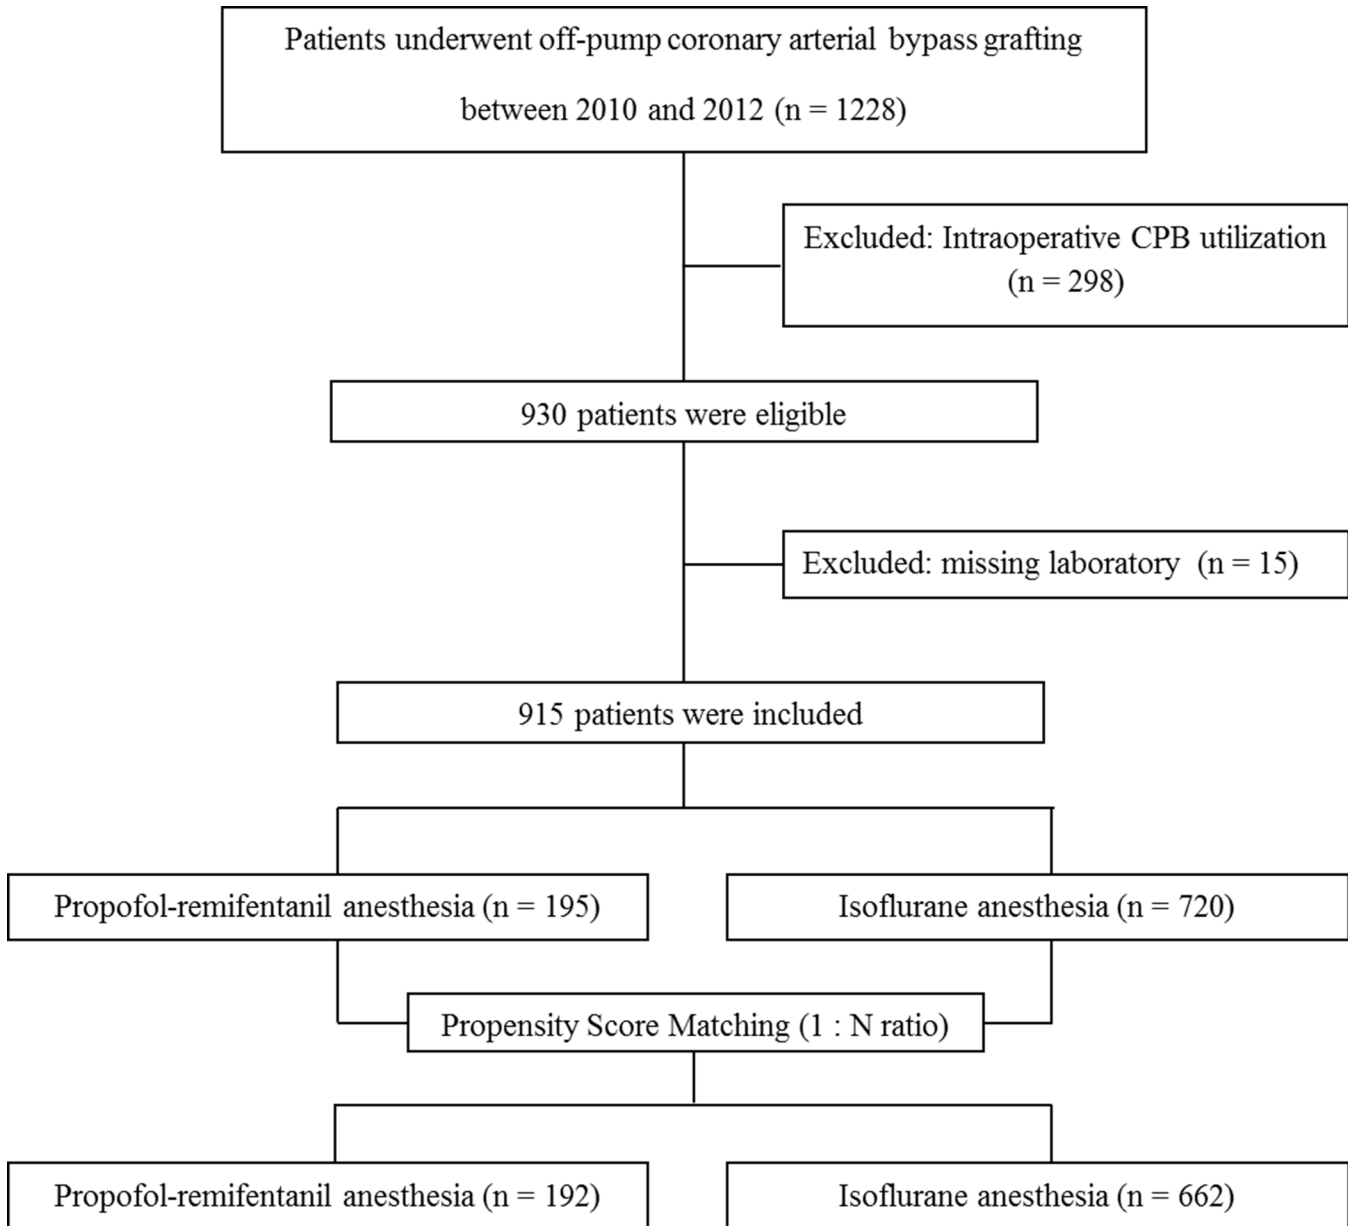 Patients underwent off-pump coronary arterial bypass grafting
between 2010 and 2012 (n = 1228)
Excluded: Intraoperative CPB utilization
(n = 298)
930 patients were eligible
Excluded: missing laboratory (n = 15)
915 patients were included
Propofol-remifentanil anesthesia (n = 195)
Isoflurane anesthesia (n = 720)
Propensity Score Matching (1 : N ratio)
Propofol-remifentanil anesthesia (n = 192)
Isoflurane anesthesia (n = 662)